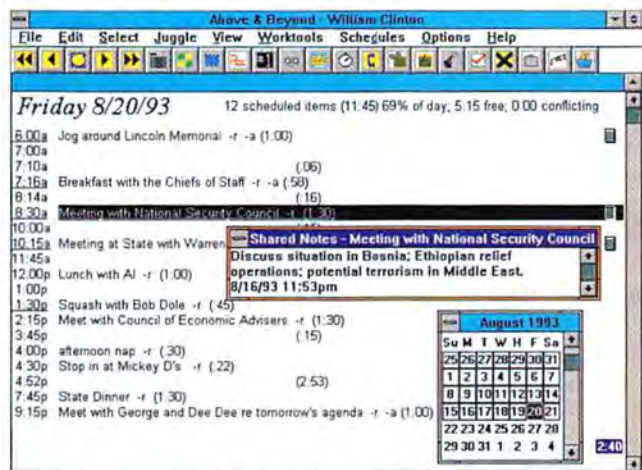 Above & Beyond - William Clinton
File Edit Select Juggle View Worktools Schedules Options Help
Friday 8/20/93
12 scheduled items (11:45) 69% of day; 5:15 free; 0:00 conflicting
6:00a Jog around Lincoln Memorial -r -a (1:00)
7:00a
7:10a (:06)
7:16a Breakfast with the Chiefs of Staff -r -a (:58)
8:14a (:16)
8:30a Meeting with National Security Council -r (1:30)
10:00a
10:15a Meeting at State with Warren
11:45a
12:00p Lunch with Al -r (1:00)
1:00p
1:30p Squash with Bob Dole -r (:45)
2:15p Meet with Council of Economic Advisers -r (1:30)
3:45p (:15)
4:00p afternoon nap -r (:30)
4:30p Stop in at Mickey D's -r (:22)
4:52p (2:53)
7:45p State Dinner -r (1:30)
9:15p Meet with George and Dee Dee re tomorrow's agenda -r -a (1:00)
Shared Notes - Meeting with National Security Council
Discuss situation in Bosnia; Ethiopian relief
operations; potential terrorism in Middle East.
8/16/93 11:53pm
August 1993
Su M T W H F Sa
25 26 27 28 29 30 31
1 2 3 4 5 6 7
8 9 10 11 12 13 14
15 16 17 18 19 20 21
22 23 24 25 26 27 28
29 30 31 1 2 3 4
2:40